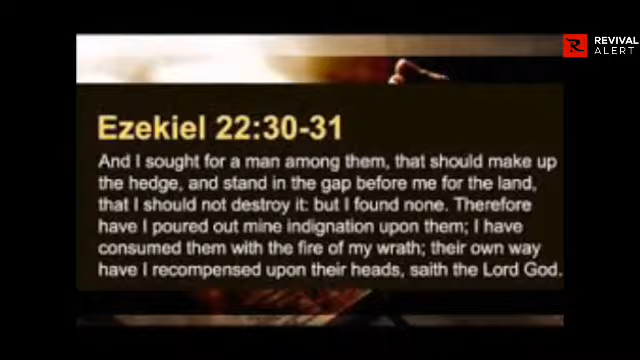 REVIVAL
ALERT
Ezekiel 22:30-31
And I sought for a man among them, that should make up
the hedge, and stand in the gap before me for the land,
that I should not destroy it: but I found none. Therefore
have I poured out mine indignation upon them; I have
consumed them with the fire of my wrath; their own way
have I recompensed upon their heads, saith the Lord God.